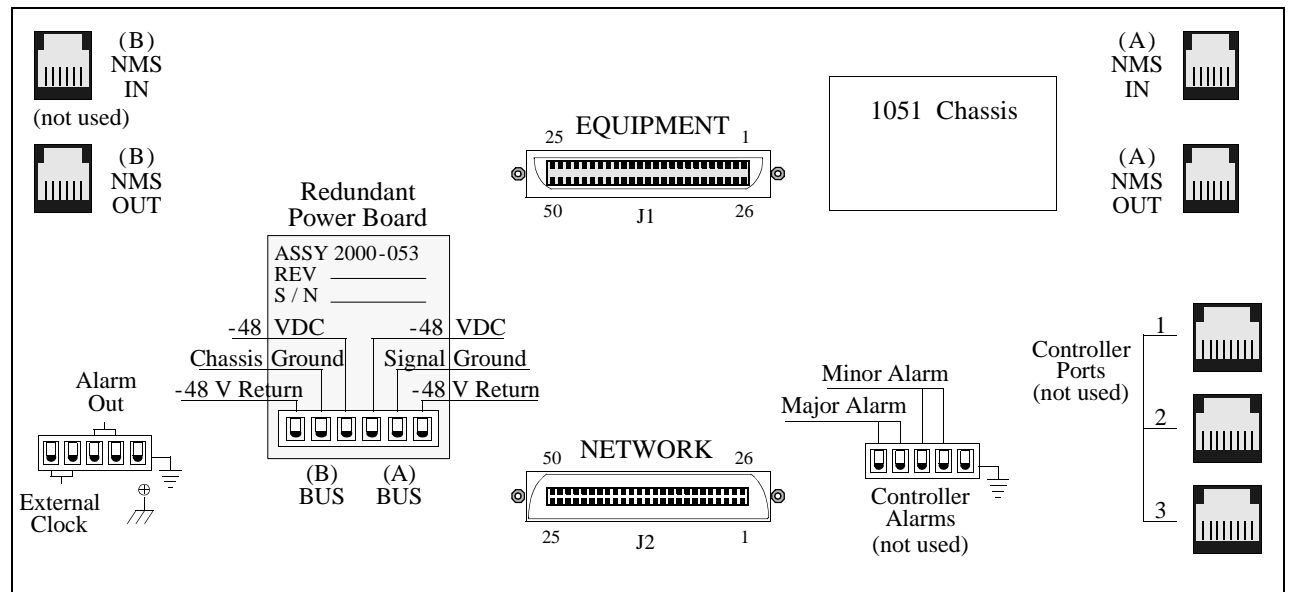 (B)
NMS
IN
(not used)
(B)
NMS
OUT
Redundant
Power Board
ASSY 2000-053
REV
S / N
-48 VDC
-48 VDC
Chassis Ground
Signal Ground
-48 V Return
-48 V Return
(B)
BUS
(A)
BUS
Alarm
Out
External
Clock
EQUIPMENT
25
1
50
J1
26
NETWORK
50
26
25
J2
1
1051 Chassis
(A)
NMS
IN
(A)
NMS
OUT
Minor Alarm
Major Alarm
Controller
Alarms
(not used)
Controller
Ports
(not used)
1
2
3